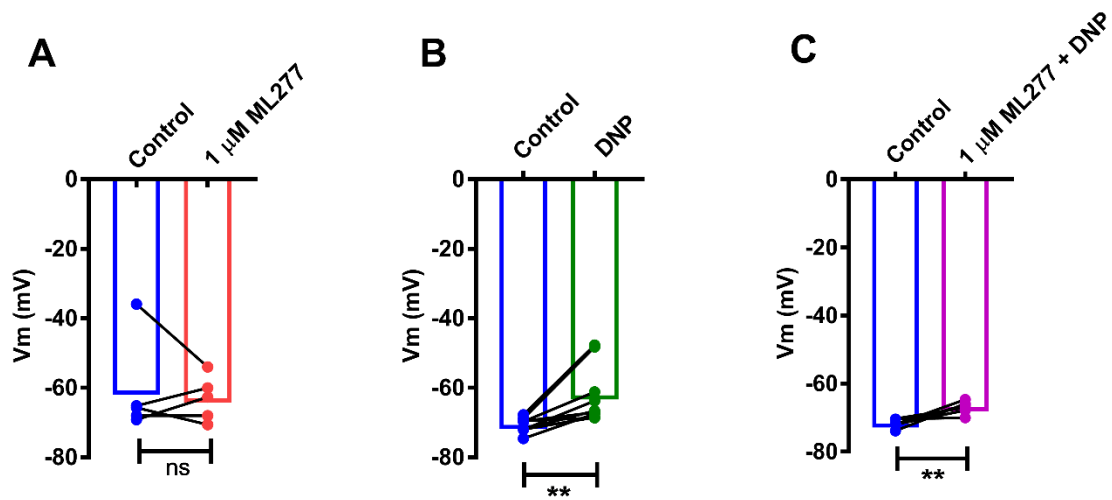 A
Control
1 μM ML277
0
-20
-40
-60
-80
Vm (mV)
ns
B
Control
DNP
0
-20
-40
-60
-80
Vm (mV)
**
C
Control
1 μM ML277 + DNP
0
-20
-40
-60
-80
Vm (mV)
**